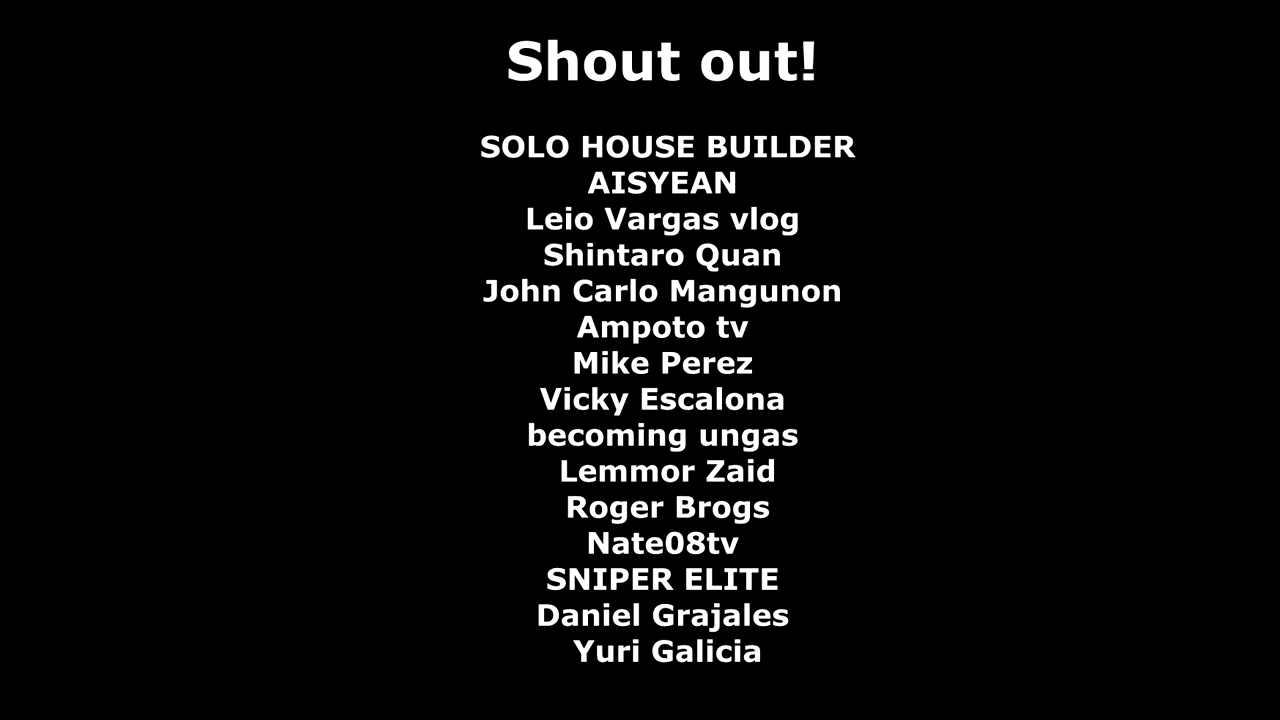 Shout out!
SOLO HOUSE BUILDER
AISYEAN
Leio Vargas vlog
Shintaro Quan
John Carlo Mangunon
Ampoto tv
Mike Perez
Vicky Escalona
becoming ungas
Lemmor Zaid
Roger Brogs
Nate08tv
SNIPER ELITE
Daniel Grajales
Yuri Galicia